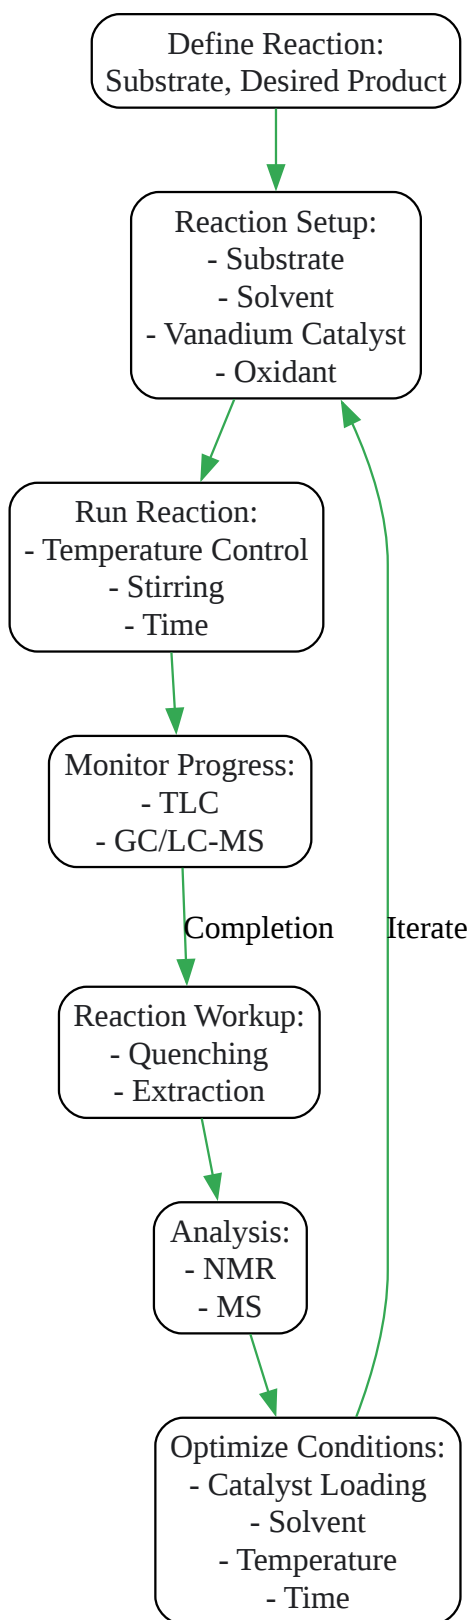 Define Reaction:
Substrate, Desired Product
Reaction Setup:
- Substrate
- Solvent
- Vanadium Catalyst
- Oxidant
Run Reaction:
- Temperature Control
- Stirring
- Time
Monitor Progress:
- TLC
- GC/LC-MS
Completion
Iterate
Reaction Workup:
- Quenching
- Extraction
Analysis:
- NMR
- MS
Optimize Conditions:
- Catalyst Loading
- Solvent
- Temperature
- Time